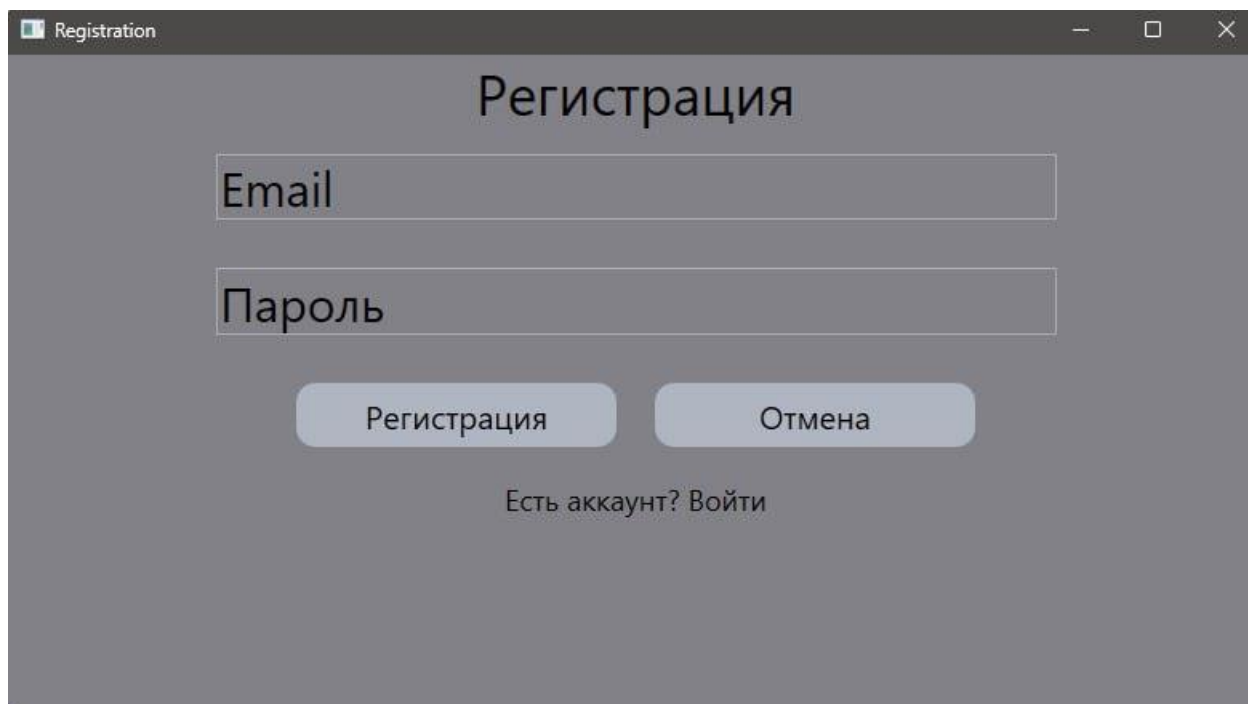 Registration
Регистрация
Email
Пароль
Регистрация Отмена
Есть аккаунт? Войти